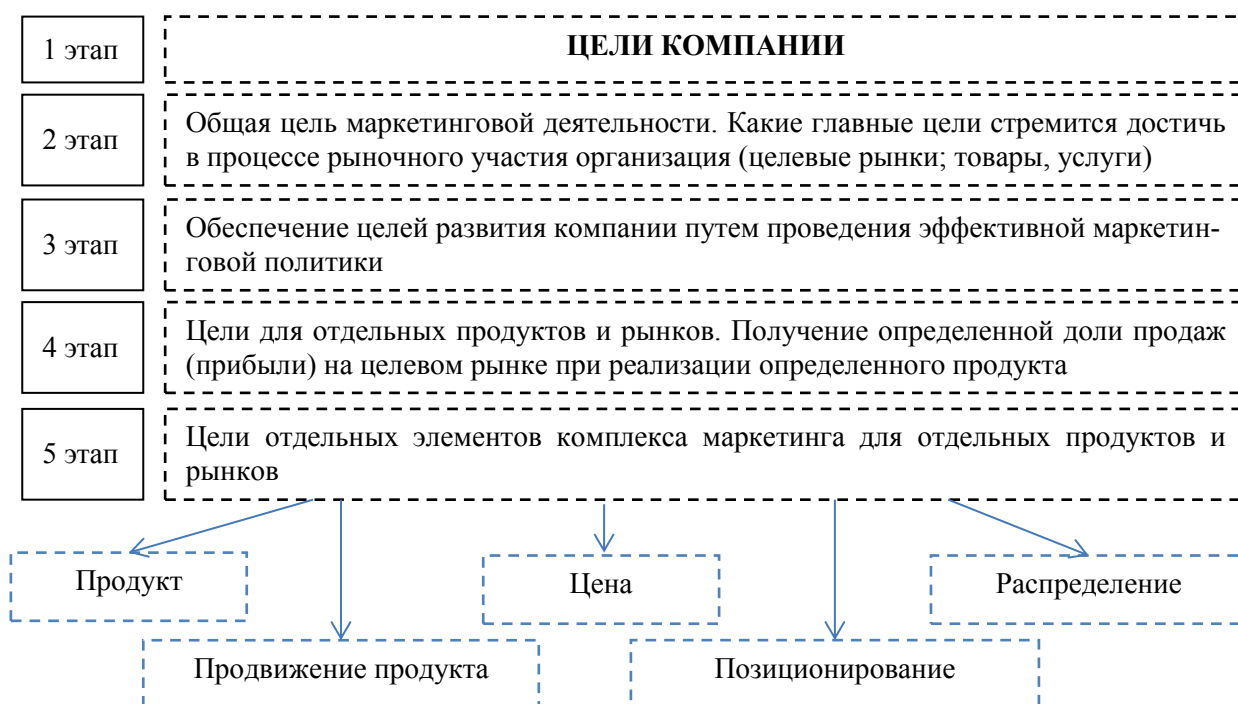 1 этап
ЦЕЛИ КОМПАНИИ
2 этап
Общая цель маркетинговой деятельности. Какие главные цели стремится достичь
в процессе рыночного участия организация (целевые рынки; товары, услуги)
3 этап
Обеспечение целей развития компании путем проведения эффективной маркетин-
говой политики
4 этап
Цели для отдельных продуктов и рынков. Получение определенной доли продаж
(прибыли) на целевом рынке при реализации определенного продукта
5 этап
Цели отдельных элементов комплекса маркетинга для отдельных продуктов и
рынков
Продукт
Цена
Распределение
Продвижение продукта
Позиционирование